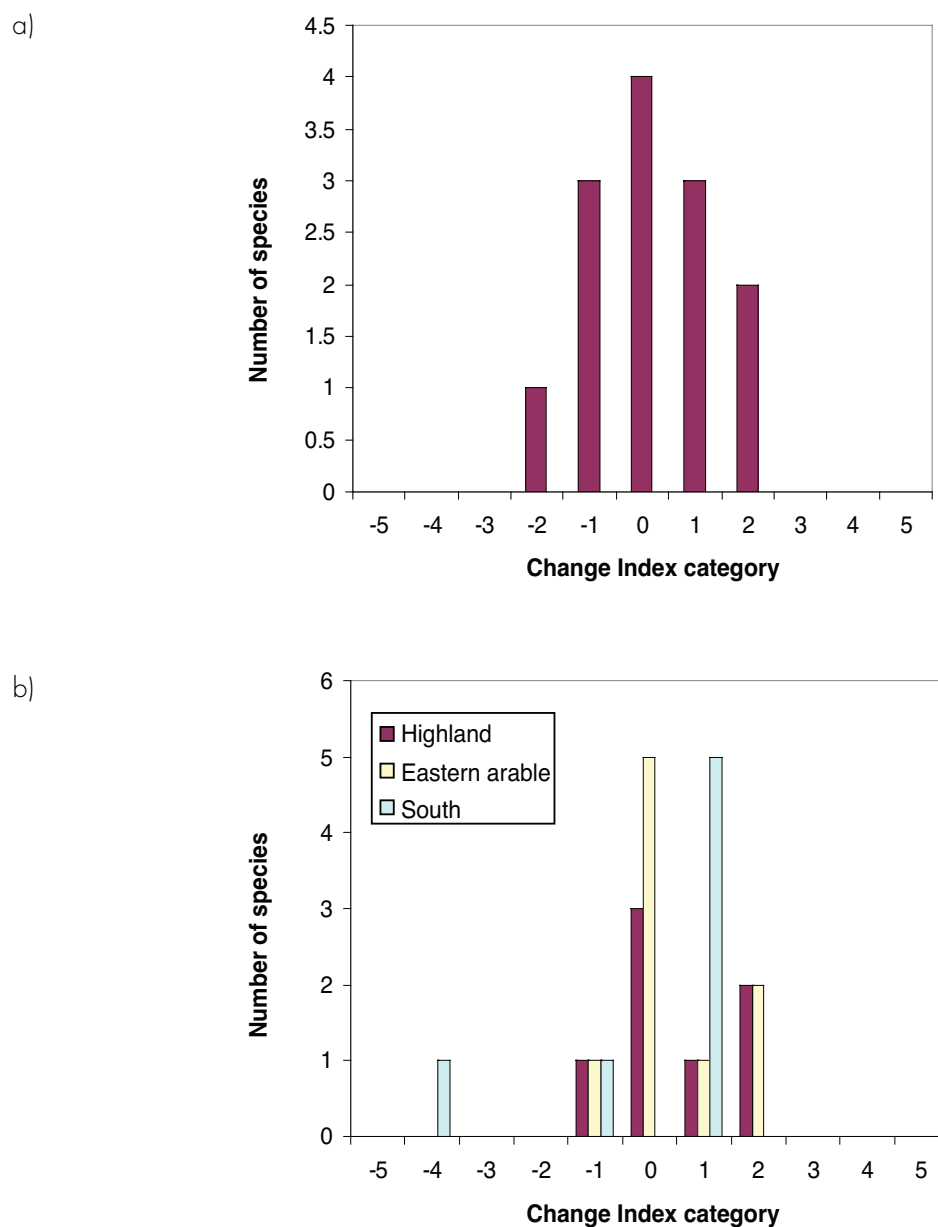 a)
4.5
4
3.5
3
2.5
2
1.5
1
0.5
0
Number of species
-5 -4 -3 -2 -1 0 1 2 3 4 5
Change Index category
b)
6
5
4
3
2
1
0
Number of species
Highland
Eastern arable
South
-5 -4 -3 -2 -1 0 1 2 3 4 5
Change Index category